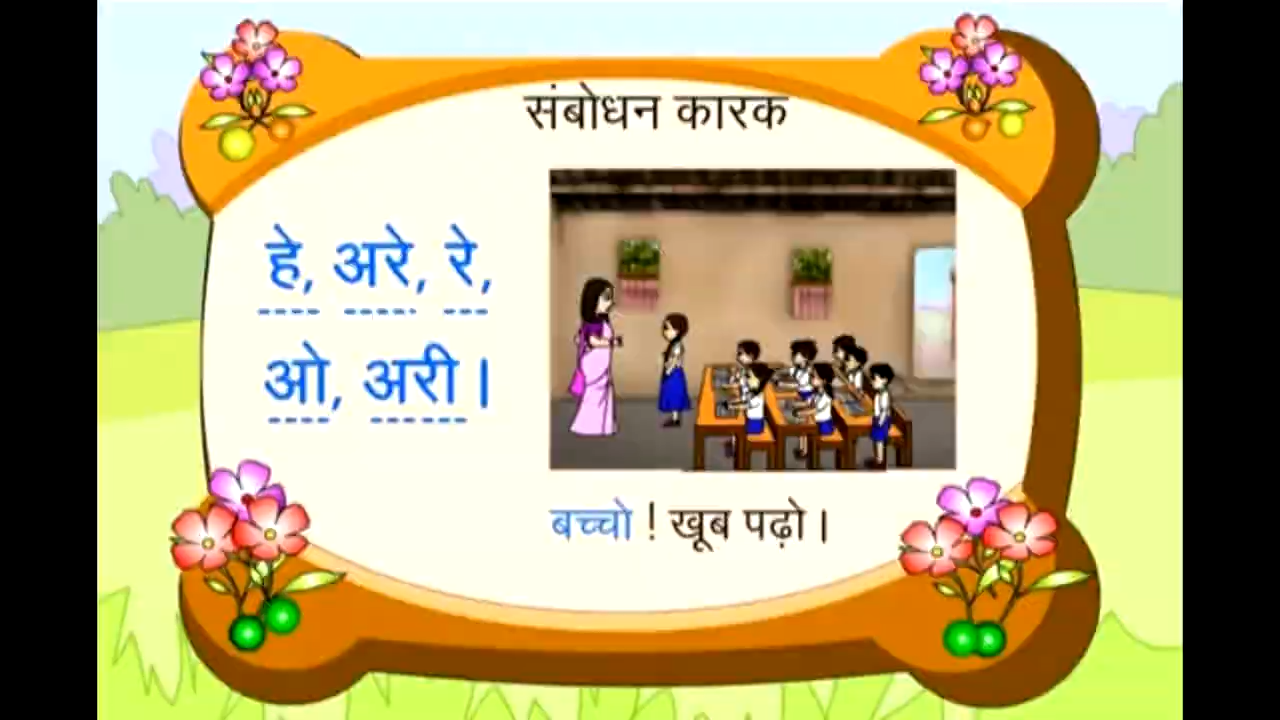 संबोधन कारक
हे, अरे, रे,
ओ, अरी।
बच्चो ! खूब पढ़ो।